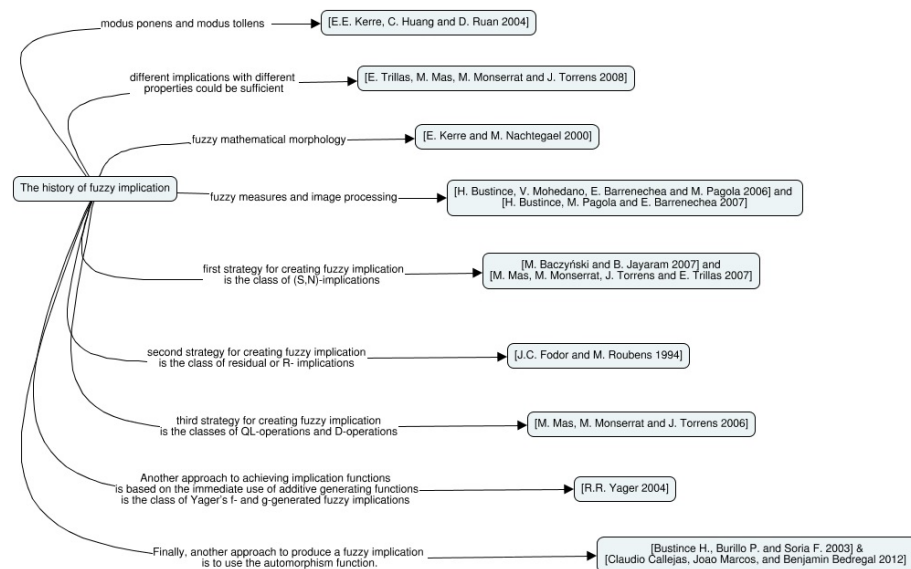 modus ponens and modus tollens
[E.E. Kerre, C. Huang and D. Ruan 2004]
different implications with different
properties could be sufficient
[E. Trillas, M. Mas, M. Monserrat and J. Torrens 2008]
fuzzy mathematical morphology
[E. Kerre and M. Nachtegael 2000]
The history of fuzzy implication
fuzzy measures and image processing
[H. Bustince, V. Mohedano, E. Barrenechea and M. Pagola 2006] and
[H. Bustince, M. Pagola and E. Barrenechea 2007]
first strategy for creating fuzzy implication
is the class of (S,N)-implications
[M. Baczyński and B. Jayaram 2007] and
[M. Mas, M. Monserrat, J. Torrens and E. Trillas 2007]
second strategy for creating fuzzy implication
is the class of residual or R- implications
[J.C. Fodor and M. Roubens 1994]
third strategy for creating fuzzy implication
is the classes of QL-operations and D-operations
[M. Mas, M. Monserrat and J. Torrens 2006]
Another approach to achieving implication functions
is based on the immediate use of additive generating functions
is the class of Yager's f- and g-generated fuzzy implications
[R.R. Yager 2004]
Finally, another approach to produce a fuzzy implication
is to use the automorphism function.
[Bustince H., Burillo P. and Soria F. 2003] &
[Claudio Callejas, Joao Marcos, and Benjamin Bedregal 2012]